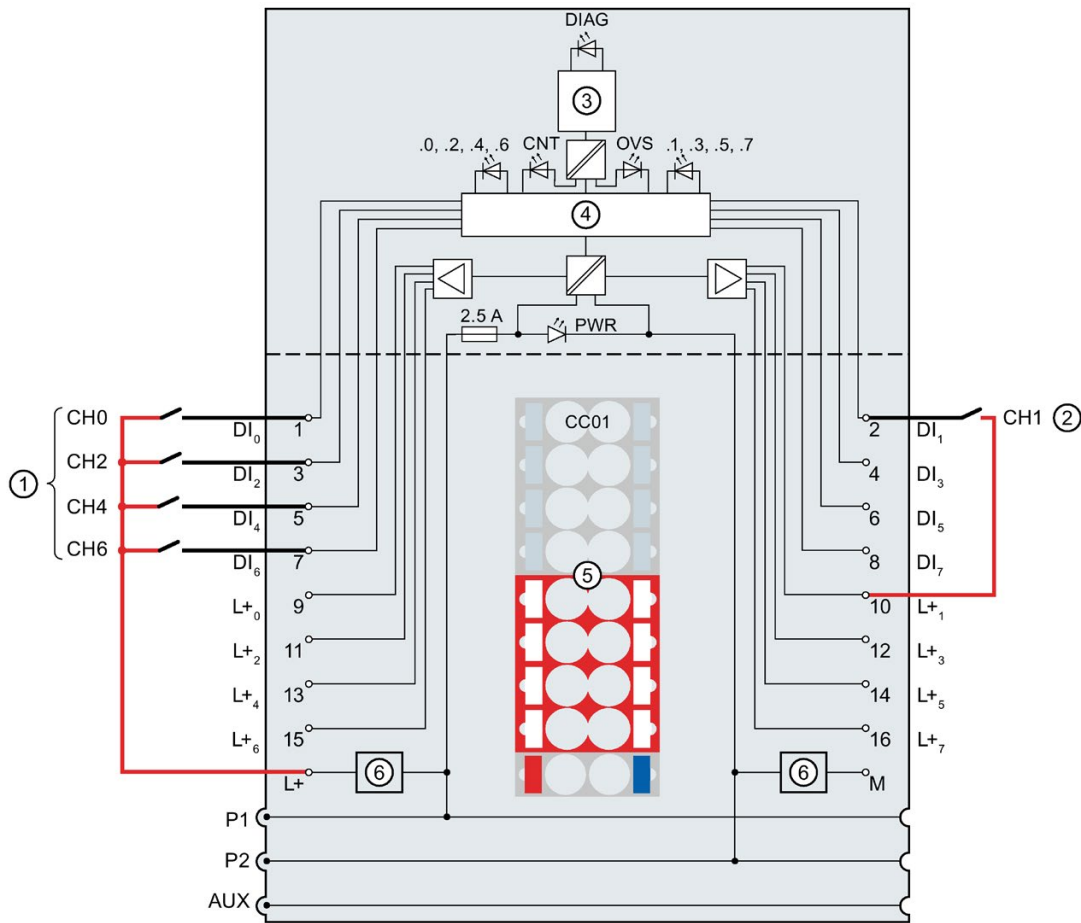 DIAG
3
.0, .2, .4, .6 CNT OVS .1, .3, .5, .7
4
2.5 A PWR
CC01
1
CH0 DI0 1
CH2 DI2 3
CH4 DI4 5
CH6 DI6 7
L+0 9
L+2 11
L+4 13
L+6 15
L+ 6
5
2 DI1 CH1 2
4 DI3
6 DI5
8 DI7
10 L+1
12 L+3
14 L+5
16 L+7
6 M
P1
P2
AUX